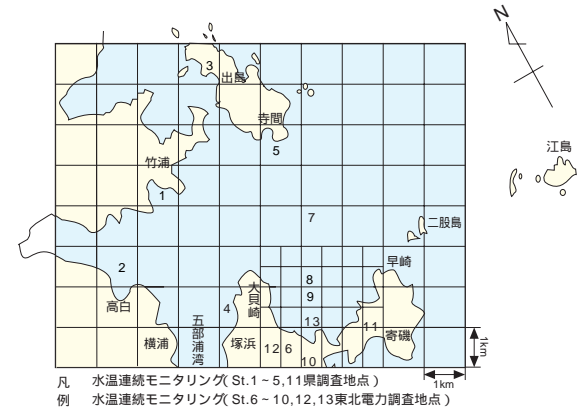 N
3
出島
寺間
5
江島
竹浦
1
7
二股島
2
早崎
8
大貝崎
9
高白
4
13
五部浦湾
11
寄磯
横浦
塚浜
12 6
10
1km
1km
凡 水温連続モニタリング(St.1~5,11県調査地点)
例 水温連続モニタリング(St.6~10,12,13東北電力調査地点)